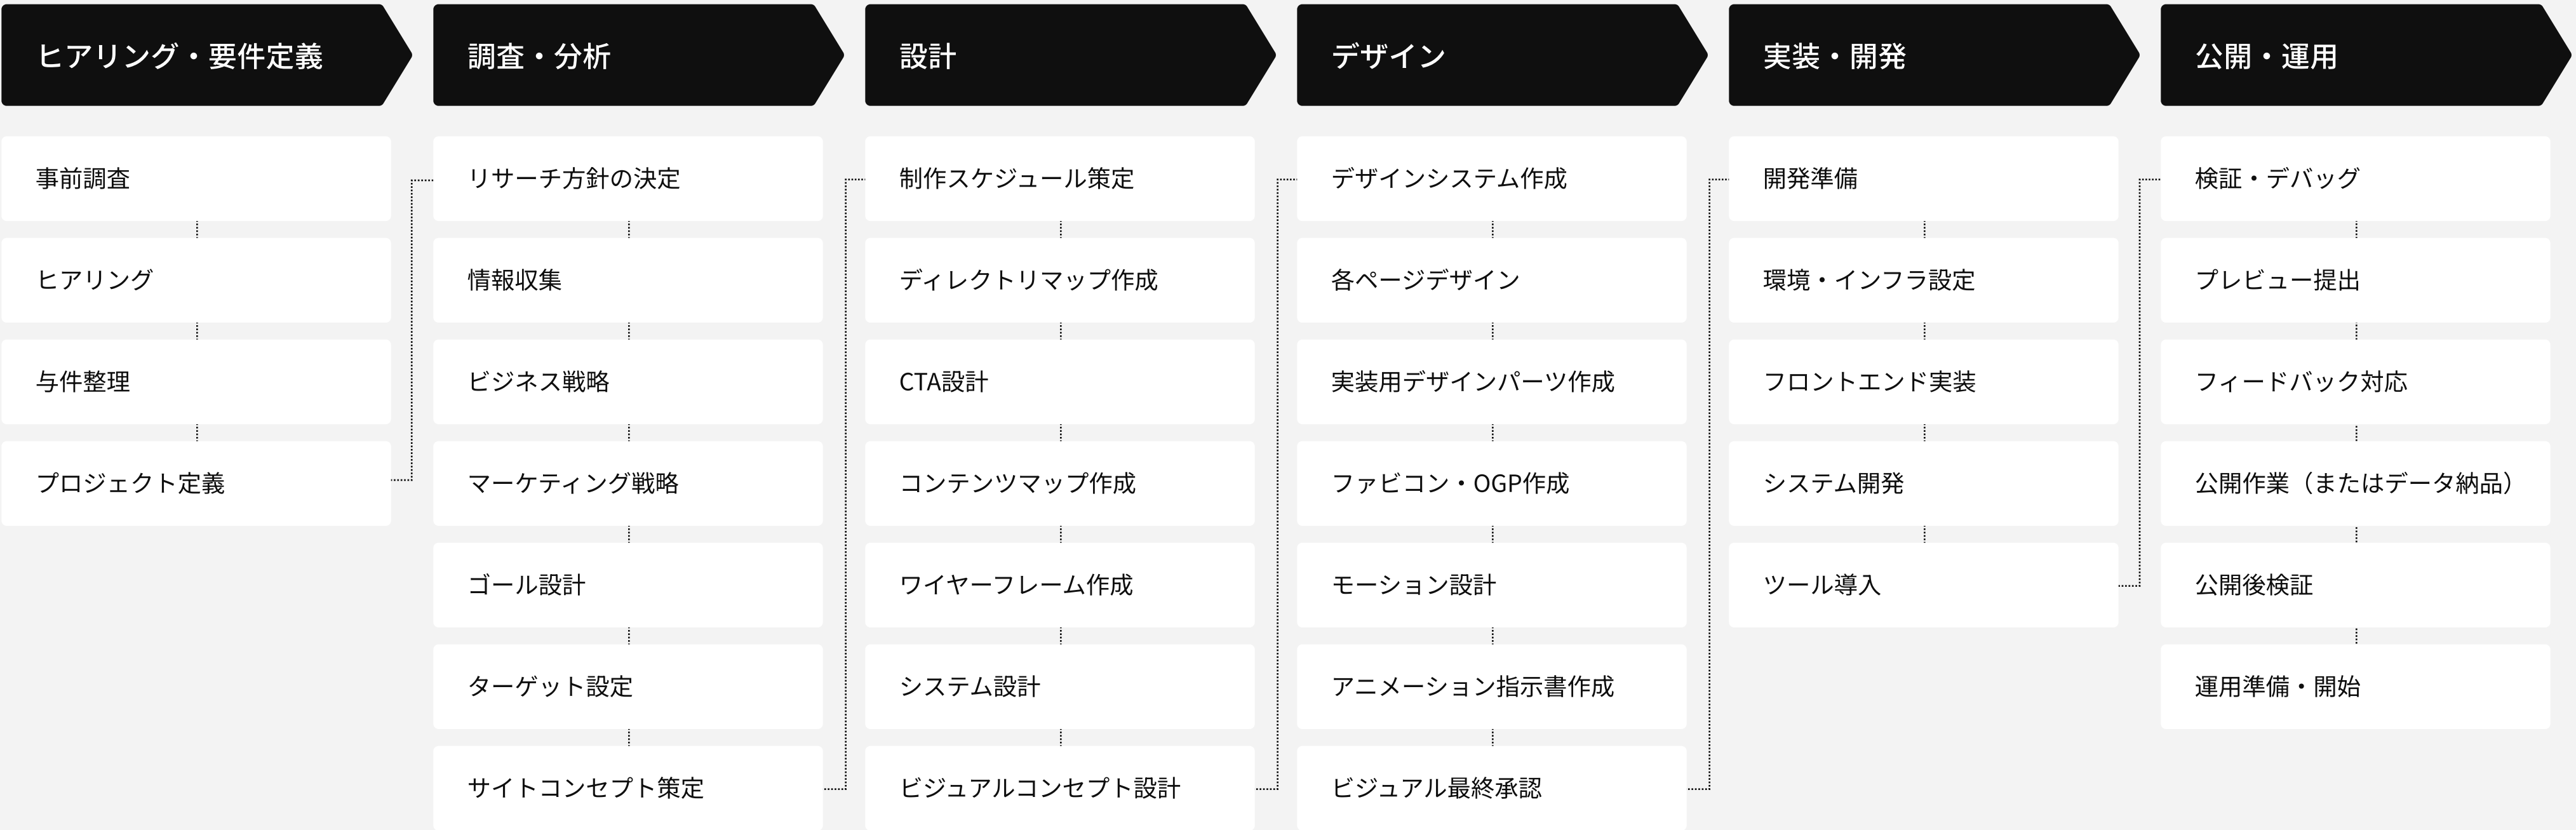 ヒアリング・要件定義
事前調査
ヒアリング
与件整理
プロジェクト定義
調査・分析
リサーチ方針の決定
情報収集
ビジネス戦略
マーケティング戦略
ゴール設計
ターゲット設定
サイトコンセプト策定
設計
制作スケジュール策定
ディレクトリマップ作成
CTA設計
コンテンツマップ作成
ワイヤーフレーム作成
システム設計
ビジュアルコンセプト設計
デザイン
デザインシステム作成
各ページデザイン
実装用デザインパーツ作成
ファビコン・OGP作成
モーション設計
アニメーション指示書作成
ビジュアル最終承認
実装・開発
開発準備
環境・インフラ設定
フロントエンド実装
システム開発
ツール導入
公開・運用
検証・デバッグ
プレビュー提出
フィードバック対応
公開作業（またはデータ納品）
公開後検証
運用準備・開始